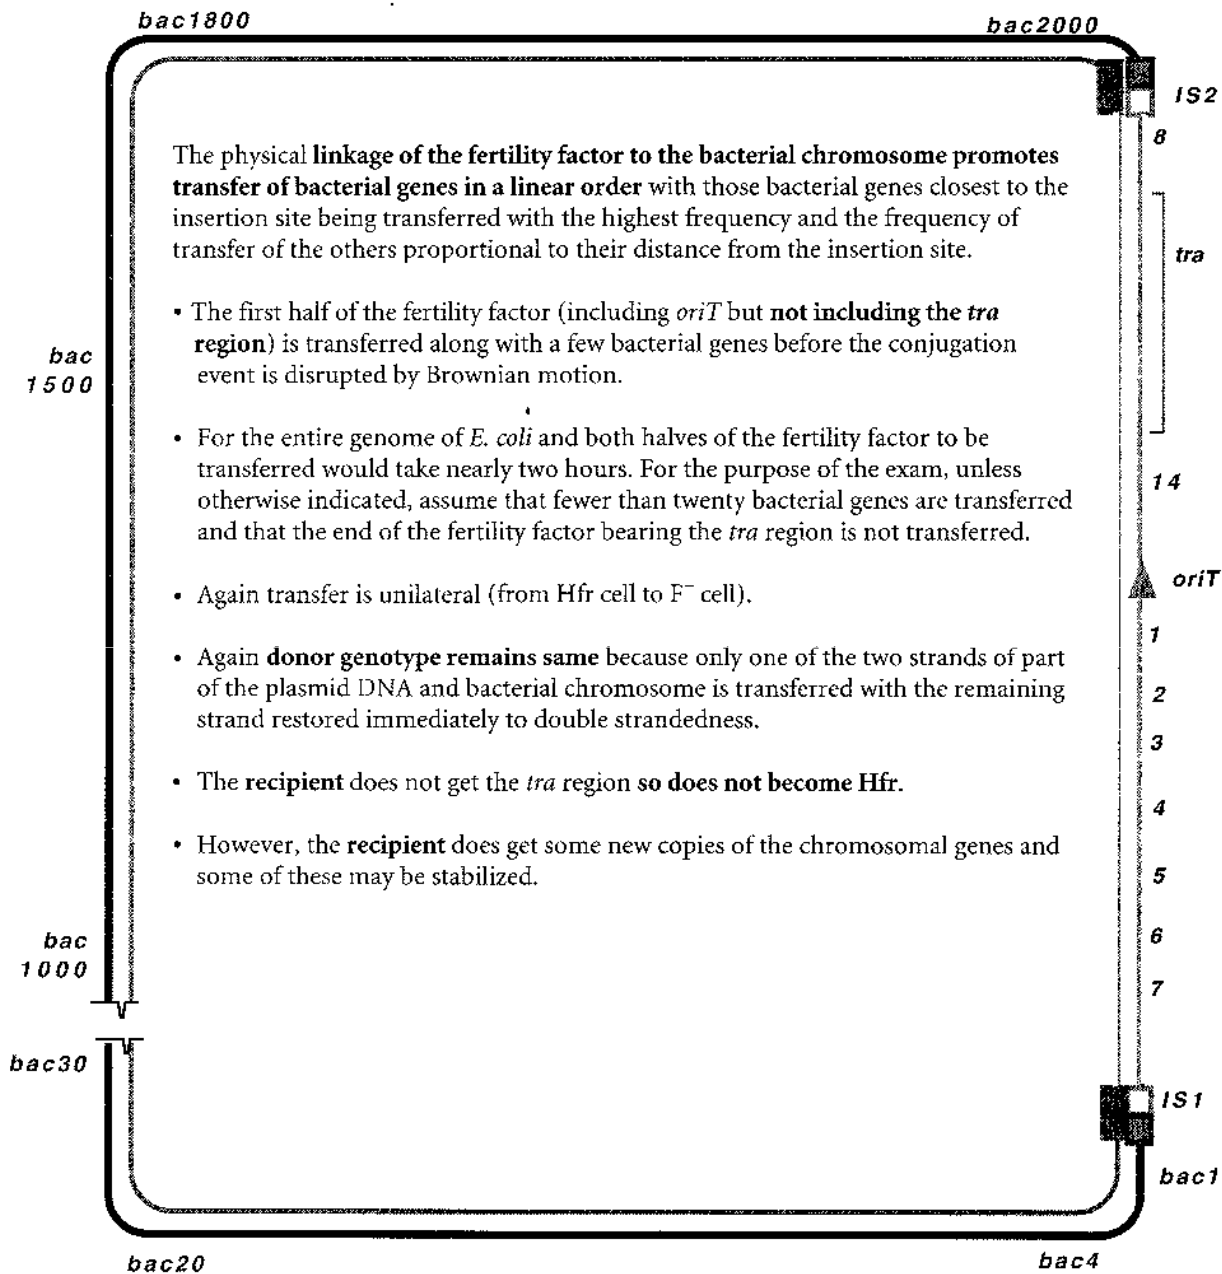 bac1800
bac2000
IS2
8
The physical linkage of the fertility factor to the bacterial chromosome promotes
transfer of bacterial genes in a linear order with those bacterial genes closest to the
insertion site being transferred with the highest frequency and the frequency of
transfer of the others proportional to their distance from the insertion site.
tra
• The first half of the fertility factor (including oriT but not including the tra
region) is transferred along with a few bacterial genes before the conjugation
event is disrupted by Brownian motion.
bac
1500
• For the entire genome of E. coli and both halves of the fertility factor to be
transferred would take nearly two hours. For the purpose of the exam, unless
otherwise indicated, assume that fewer than twenty bacterial genes are transferred
and that the end of the fertility factor bearing the tra region is not transferred.
14
• Again transfer is unilateral (from Hfr cell to F⁻ cell).
oriT
1
• Again donor genotype remains same because only one of the two strands of part
of the plasmid DNA and bacterial chromosome is transferred with the remaining
strand restored immediately to double strandedness.
2
3
• The recipient does not get the tra region so does not become Hfr.
4
• However, the recipient does get some new copies of the chromosomal genes and
some of these may be stabilized.
5
6
7
bac
1000
bac30
IS1
bac1
bac20
bac4